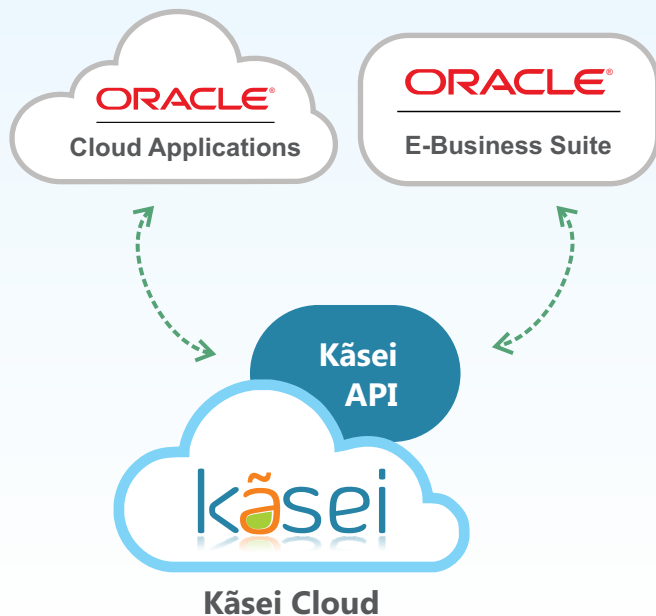 ORACLE®
Cloud Applications
ORACLE®
E-Business Suite
Kãsei
API
kãsei
Kãsei Cloud